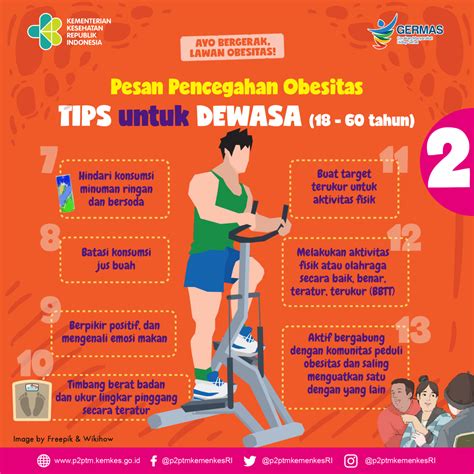 KEMENTERIAN
KESEHATAN
REPUBLIK
INDONESIA
GERMAS
AYO BERGERAK,
LAWAN OBESITAS!
Pesan Pencegahan Obesitas
TIPS untuk DEWASA (18 - 60 tahun)
2
7
Hindari konsumsi
minuman ringan
dan bersoda
8
Batasi konsumsi
jus buah
9
Berpikir positif, dan
mengenali emosi makan
10
Timbang berat badan
dan ukur lingkar pinggang
secara teratur
11
Buat target
terukur untuk
aktivitas fisik
12
Melakukan aktivitas
fisik atau olahraga
secara baik, benar,
teratur, terukur (BBTT)
13
Aktif bergabung
dengan komunitas peduli
obesitas dan saling
menguatkan satu
dengan yang lain
Image by Freepik & Wikihow
www.p2ptm.kemkes.go.id
@p2ptmkemenkesRI
@p2ptmkemenkesRI
@p2ptmkemenkesRI